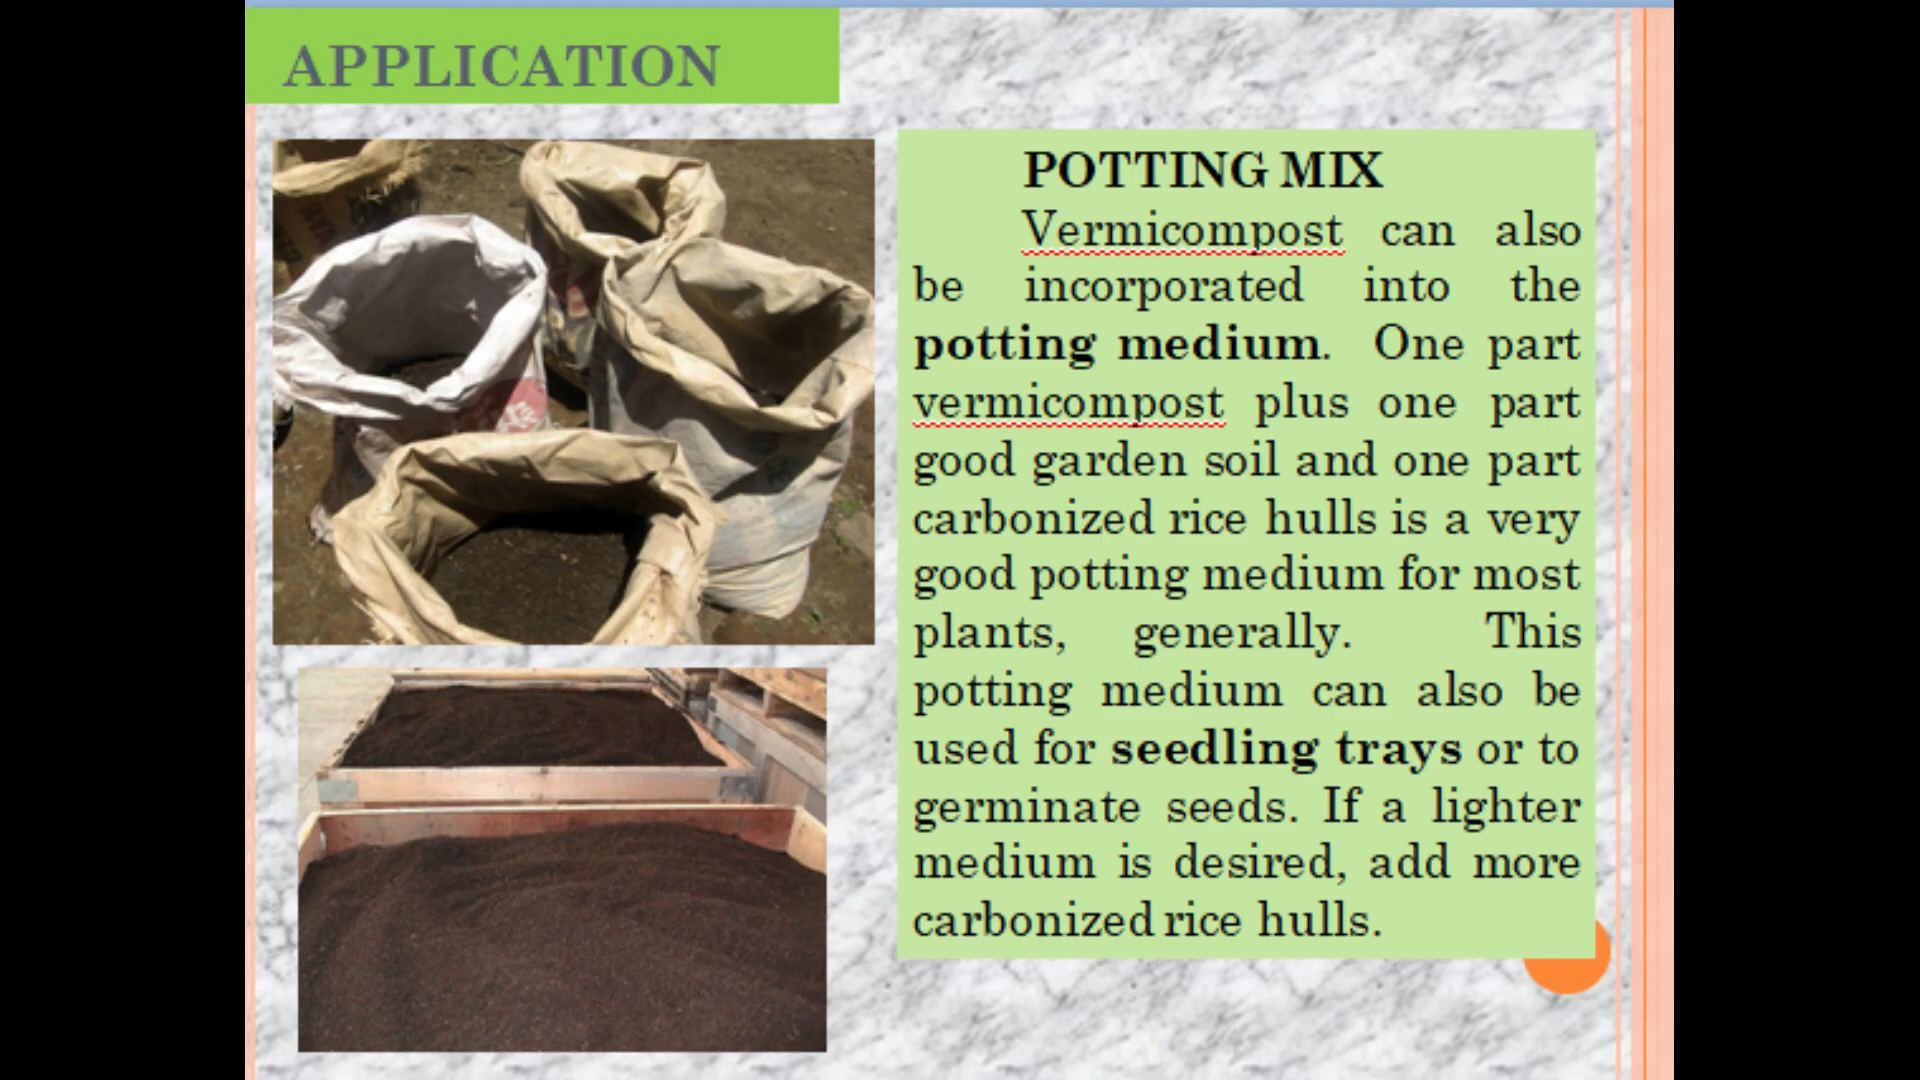 APPLICATION
POTTING MIX
Vermicompost can also
be incorporated into the
potting medium. One part
vermicompost plus one part
good garden soil and one part
carbonized rice hulls is a very
good potting medium for most
plants, generally. This
potting medium can also be
used for seedling trays or to
germinate seeds. If a lighter
medium is desired, add more
carbonized rice hulls.